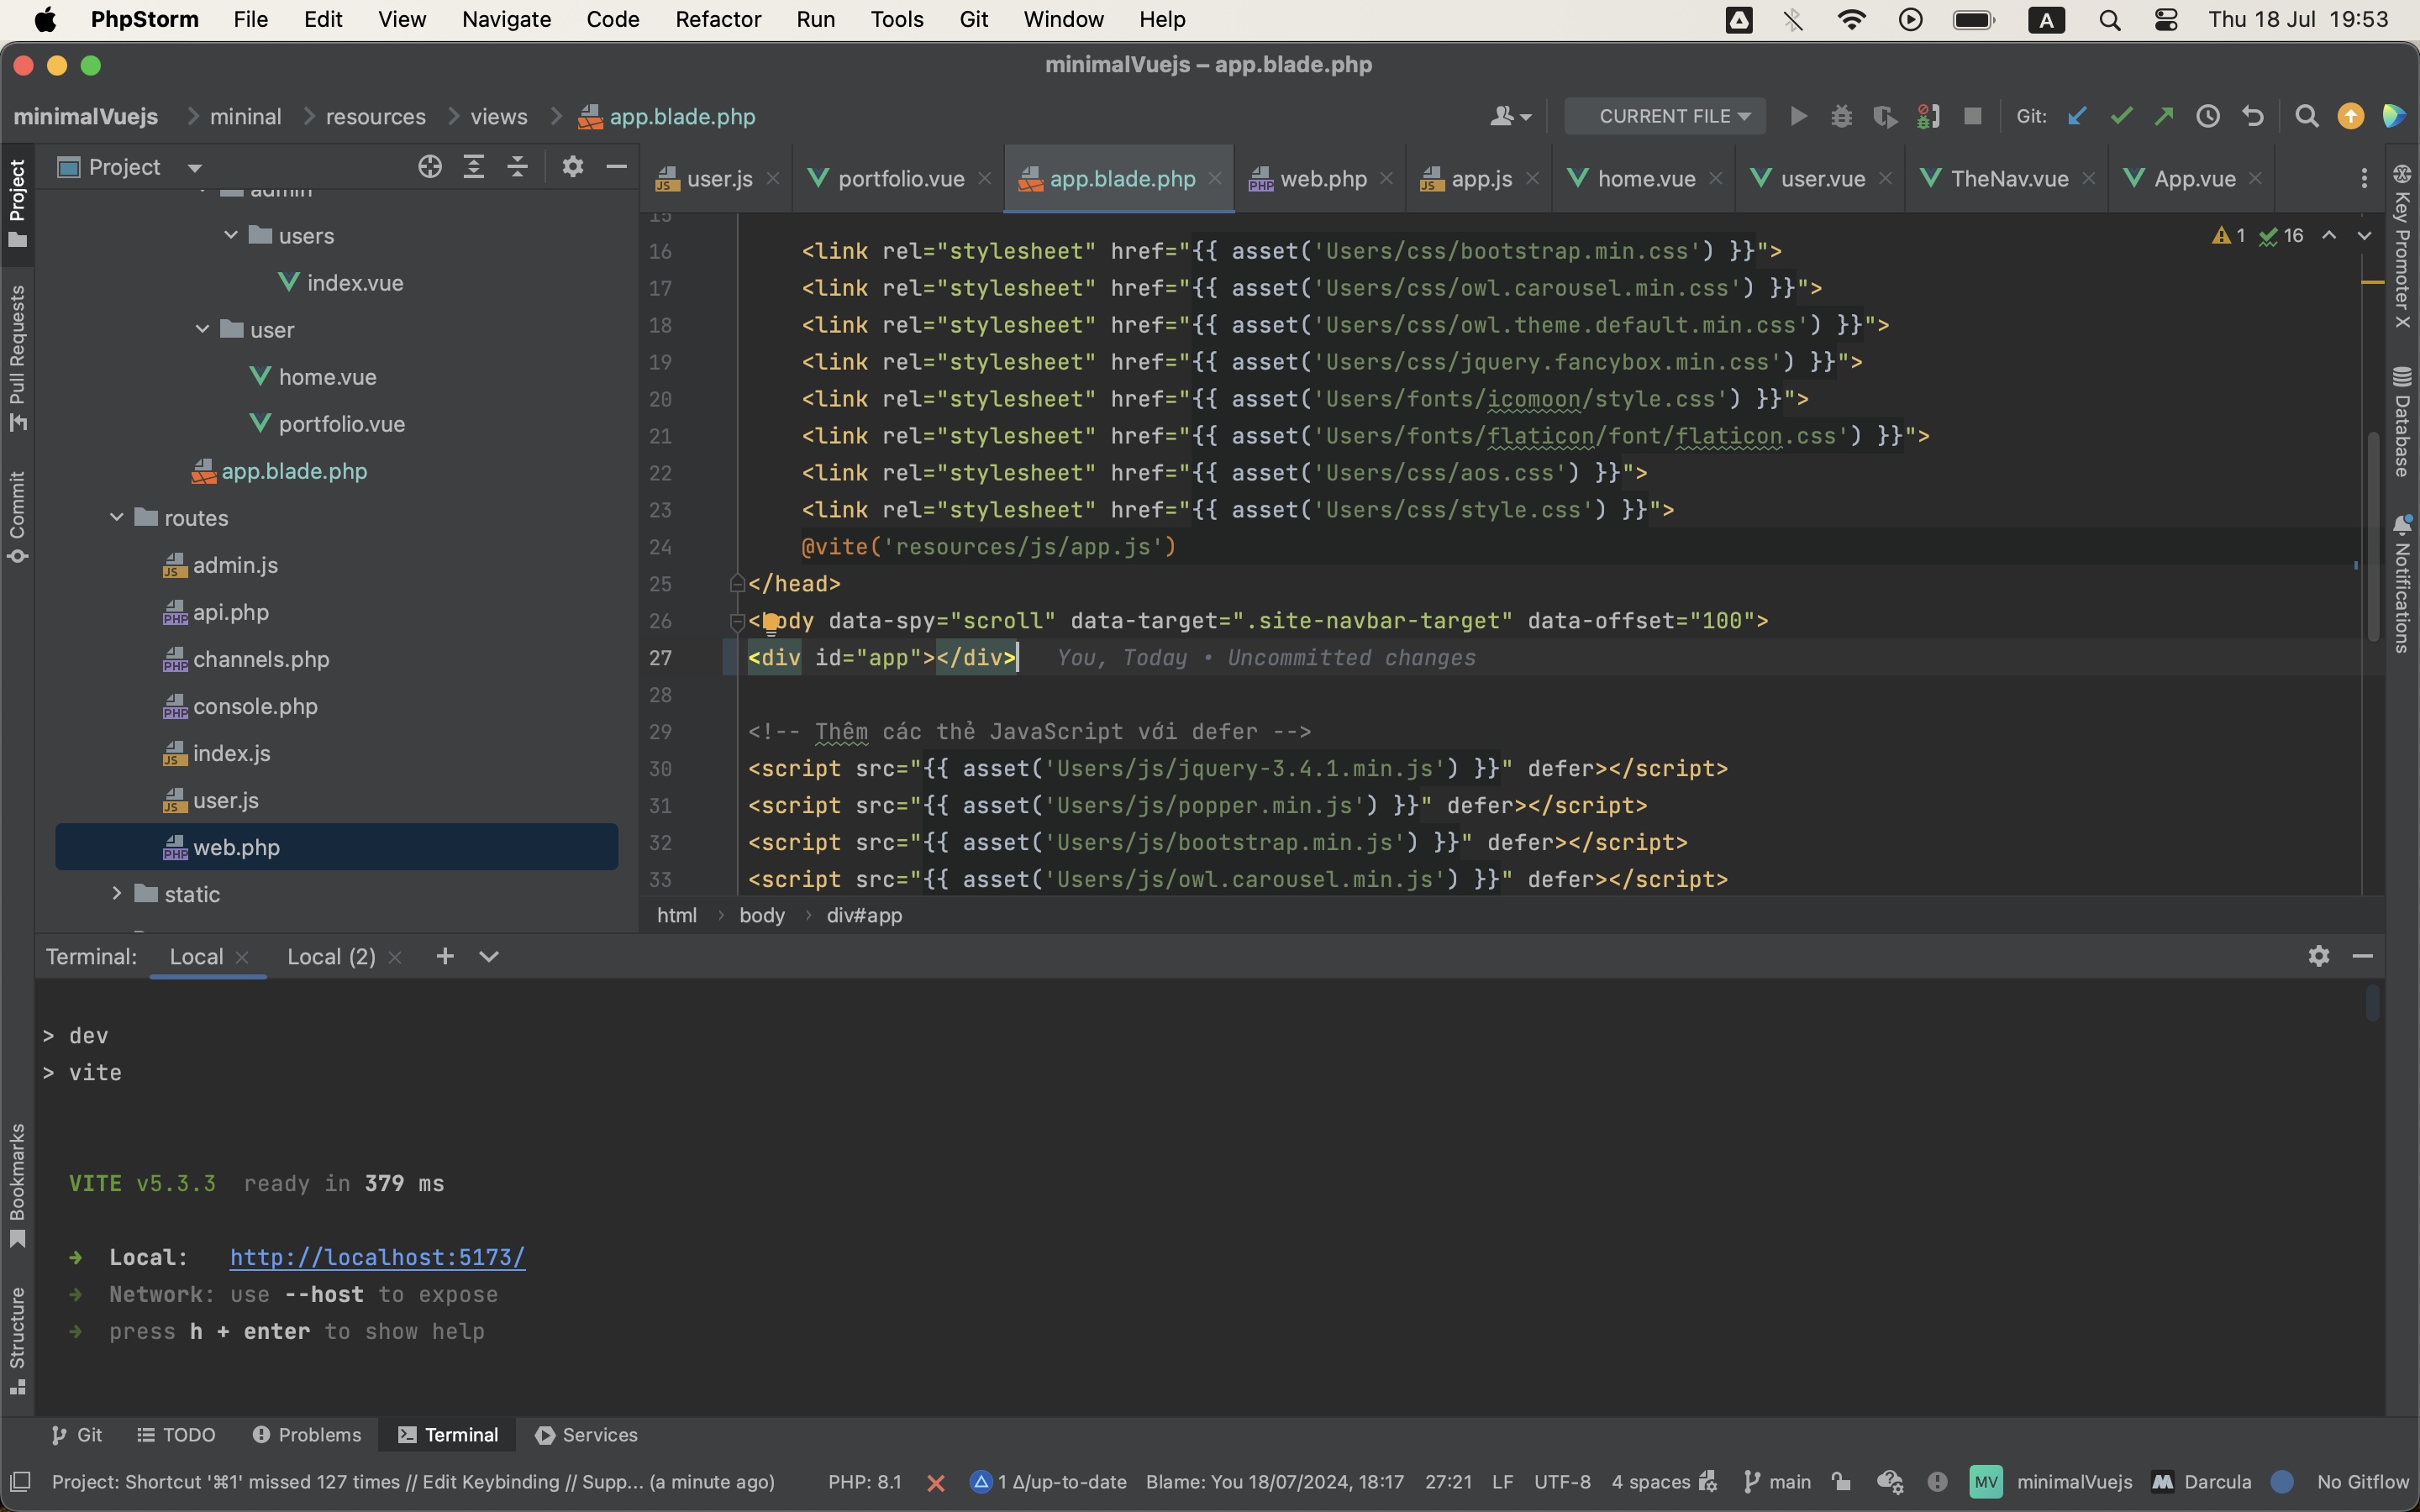 PhpStorm File Edit View Navigate Code Refactor Run Tools Git Window Help A Thu 18 Jul 19:53
minimalVuejs – app.blade.php
minimalVuejs mininal resources views app.blade.php CURRENT FILE Git:
Project
user.js portfolio.vue app.blade.php web.php app.js home.vue user.vue TheNav.vue App.vue
Project
Pull Requests
Commit
Bookmarks
Structure
admin
users
index.vue
user
home.vue
portfolio.vue
app.blade.php
routes
admin.js
api.php
channels.php
console.php
index.js
user.js
web.php
static
1 16
15
16 <link rel="stylesheet" href="{{ asset('Users/css/bootstrap.min.css') }}">
17 <link rel="stylesheet" href="{{ asset('Users/css/owl.carousel.min.css') }}">
18 <link rel="stylesheet" href="{{ asset('Users/css/owl.theme.default.min.css') }}">
19 <link rel="stylesheet" href="{{ asset('Users/css/jquery.fancybox.min.css') }}">
20 <link rel="stylesheet" href="{{ asset('Users/fonts/icomoon/style.css') }}">
21 <link rel="stylesheet" href="{{ asset('Users/fonts/flaticon/font/flaticon.css') }}">
22 <link rel="stylesheet" href="{{ asset('Users/css/aos.css') }}">
23 <link rel="stylesheet" href="{{ asset('Users/css/style.css') }}">
24 @vite('resources/js/app.js')
25 </head>
26 <body data-spy="scroll" data-target=".site-navbar-target" data-offset="100">
27 <div id="app"></div> You, Today • Uncommitted changes
28
29 <!-- Thêm các thẻ JavaScript với defer -->
30 <script src="{{ asset('Users/js/jquery-3.4.1.min.js') }}" defer></script>
31 <script src="{{ asset('Users/js/popper.min.js') }}" defer></script>
32 <script src="{{ asset('Users/js/bootstrap.min.js') }}" defer></script>
33 <script src="{{ asset('Users/js/owl.carousel.min.js') }}" defer></script>
html body div#app
Key Promoter X
Database
Notifications
Terminal: Local Local (2)
> dev
> vite
VITE v5.3.3 ready in 379 ms
➜ Local: http://localhost:5173/
➜ Network: use --host to expose
➜ press h + enter to show help
Git TODO Problems Terminal Services
Project: Shortcut '⌘1' missed 127 times // Edit Keybinding // Supp... (a minute ago) PHP: 8.1 1 Δ/up-to-date Blame: You 18/07/2024, 18:17 27:21 LF UTF-8 4 spaces main MV minimalVuejs Darcula No Gitflow